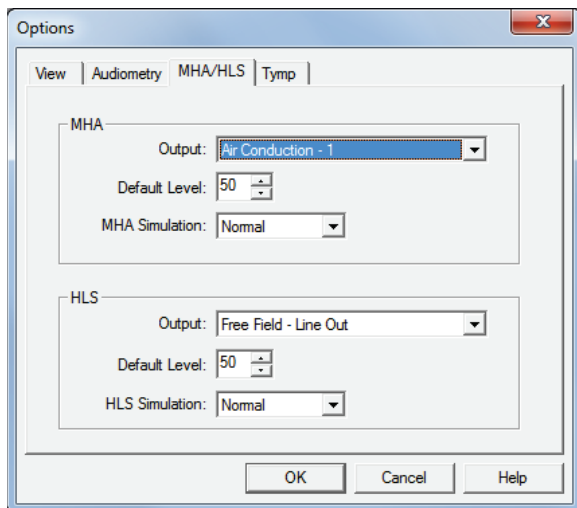 Options
View Audiometry MHA/HLS Tymp
MHA
Output: Air Conduction - 1
Default Level: 50
MHA Simulation: Normal
HLS
Output: Free Field - Line Out
Default Level: 50
HLS Simulation: Normal
OK Cancel Help